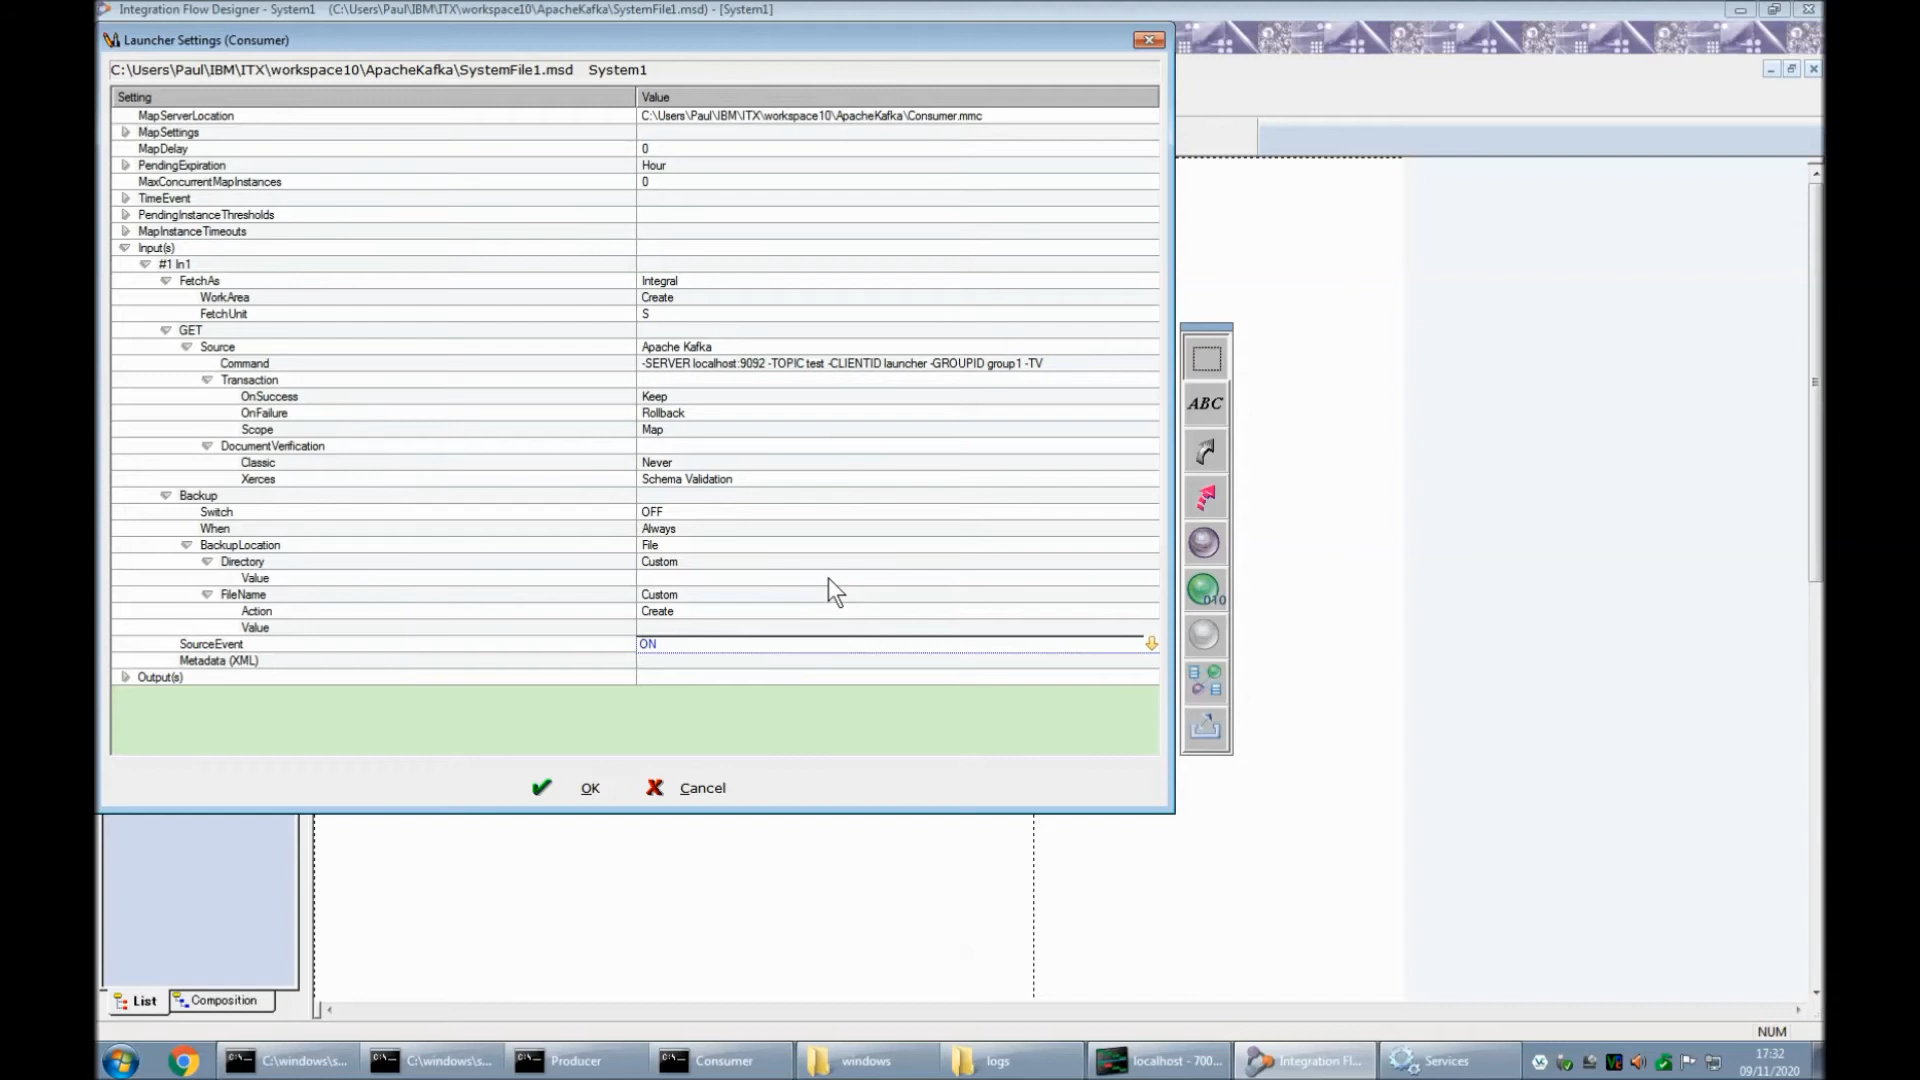 Integration Flow Designer - System1 (C:\Users\Paul\IBM\ITX\workspace10\ApacheKafka\SystemFile1.msd) - [System1]
Launcher Settings (Consumer)
C:\Users\Paul\IBM\ITX\workspace10\ApacheKafka\SystemFile1.msd System1
Setting Value
MapServerLocation C:\Users\Paul\IBM\ITX\workspace10\ApacheKafka\Consumer.mmc
MapSettings
MapDelay 0
PendingExpiration Hour
MaxConcurrentMapInstances 0
TimeEvent
PendingInstanceThresholds
MapInstanceTimeouts
Input(s)
#1 In1
FetchAs Integral
WorkArea Create
FetchUnit S
GET
Source Apache Kafka
Command -SERVER localhost:9092 -TOPIC test -CLIENTID launcher -GROUPID group1 -TV
Transaction
OnSuccess Keep
OnFailure Rollback
Scope Map
DocumentVerification
Classic Never
Xerces Schema Validation
Backup
Switch OFF
When Always
BackupLocation File
Directory Custom
Value
FileName Custom
Action Create
Value
SourceEvent ON
Metadata (XML)
Output(s)
OK Cancel
ABC
010
List Composition
NUM
C:\windows\s... C:\windows\s... Producer Consumer windows logs localhost - 700... Integration Fl... Services
17:32
09/11/2020